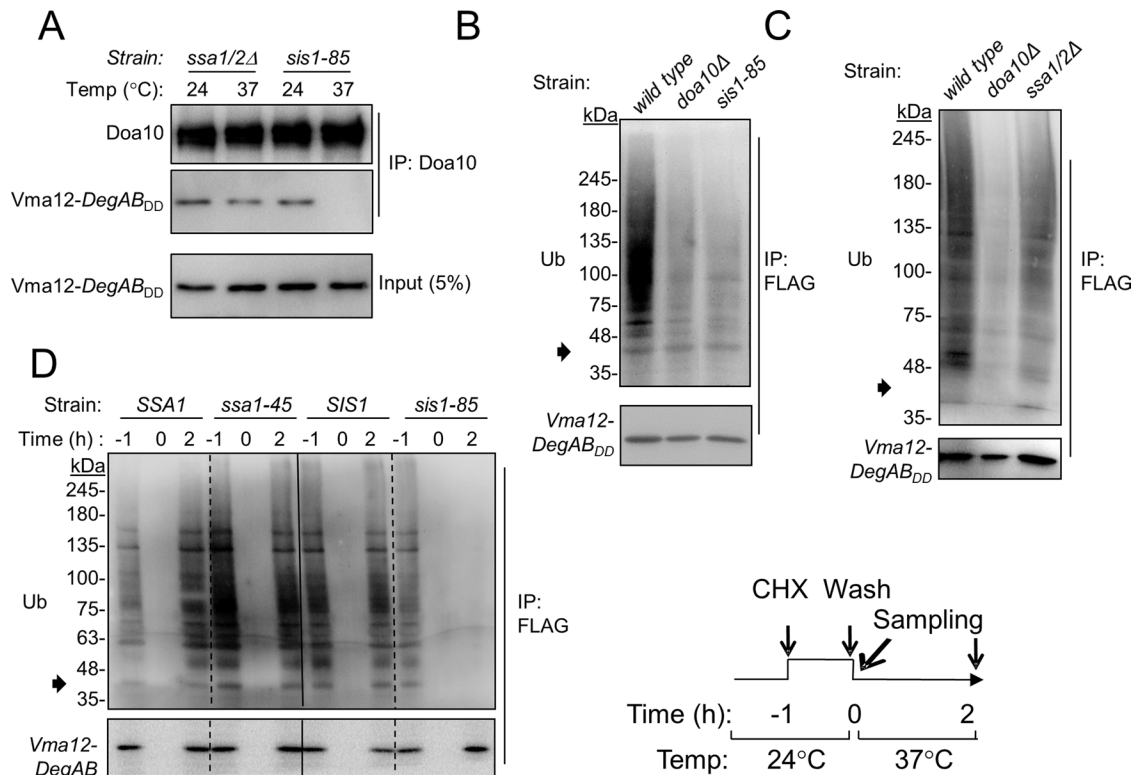 A
Strain: ssa1/2Δ sis1-85
Temp (°C): 24 37 24 37
Doa10
IP: Doa10
Vma12-DegAB_DD
Vma12-DegAB_DD
Input (5%)
B
Strain: wild type doa10Δ sis1-85
kDa
245-
180-
135-
Ub
100-
75-
48-
35-
IP:
FLAG
Vma12-
DegAB_DD
C
Strain: wild type doa10Δ ssa1/2Δ
kDa
245-
180-
135-
Ub
100-
75-
48-
35-
IP:
FLAG
Vma12-
DegAB_DD
D
Strain: SSA1 ssa1-45 SIS1 sis1-85
Time (h) : -1 0 2 -1 0 2 -1 0 2 -1 0 2
kDa
245-
135-
100-
Ub
75-
63-
48-
35-
IP:
FLAG
Vma12-
DegAB
CHX Wash
Sampling
Time (h): -1 0 2
Temp: 24°C 37°C